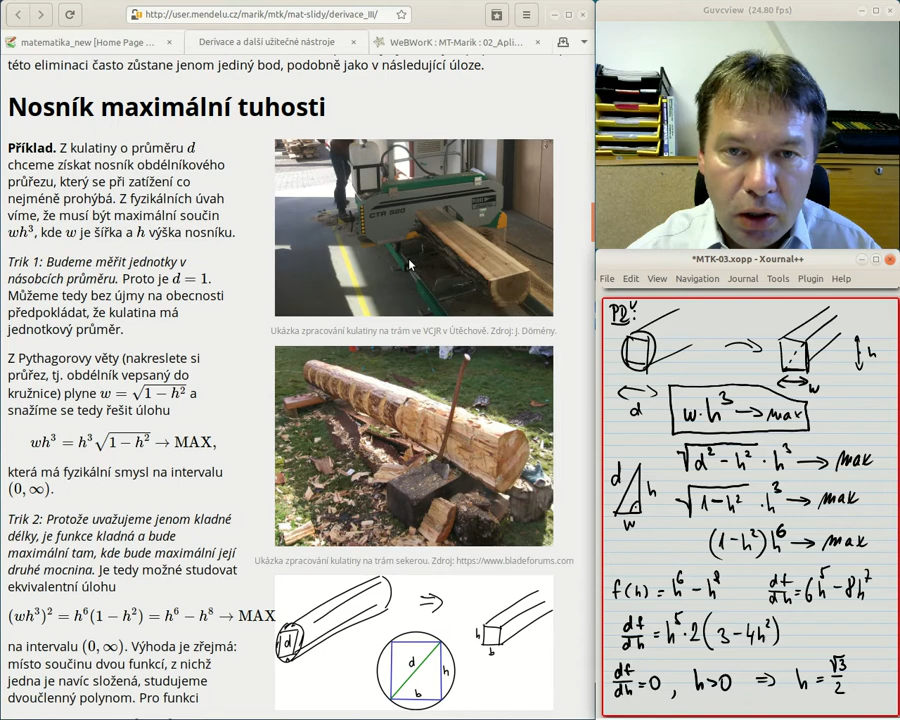 http://user.mendelu.cz/marik/mtk/mat-slidy/derivace_III/
matematika_new [Home Page ...
Derivace a další užitečné nástroje
WeBWorK : MT-Marik : 02_Apli...
této eliminaci často zůstane jenom jediný bod, podobně jako v následující úloze.
Nosník maximální tuhosti
Příklad. Z kulatiny o průměru d
chceme získat nosník obdélníkového
průřezu, který se při zatížení co
nejméně prohýbá. Z fyzikálních úvah
víme, že musí být maximální součin
wh³, kde w je šířka a h výška nosníku.
Trik 1: Budeme měřit jednotky v
násobcích průměru. Proto je d = 1.
Můžeme tedy bez újmy na obecnosti
předpokládat, že kulatina má
jednotkový průměr.
Z Pythagorovy věty (nakreslete si
průřez, tj. obdélník vepsaný do
kružnice) plyne w = √(1 − h²) a
snažíme se tedy řešit úlohu
wh³ = h³√(1 − h²) → MAX,
která má fyzikální smysl na intervalu
(0, ∞).
Trik 2: Protože uvažujeme jenom kladné
délky, je funkce kladná a bude
maximální tam, kde bude maximální její
druhé mocnina. Je tedy možné studovat
ekvivalentní úlohu
(wh³)² = h⁶(1 − h²) = h⁶ − h⁸ → MAX
na intervalu (0, ∞). Výhoda je zřejmá:
místo součinu dvou funkcí, z nichž
jedna je navíc složená, studujeme
dvoučlenný polynom. Pro funkci
CTR 520
Ukázka zpracování kulatiny na trám ve VCJR v Útěchově. Zdroj: J. Dömény.
Ukázka zpracování kulatiny na trám sekerou. Zdroj: https://www.bladeforums.com
d
⇒
h
b
d
h
b
Guvcview (24.80 fps)
*MTK-03.xopp - Xournal++
File Edit View Navigation Journal Tools Plugin Help
h
w
d
w·h³ → max
d
h
w
√(d²−h²) · h³ → max
√(1−h²) · h³ → max
(1−h²)h⁶ → max
f(h) = h⁶ − h⁸ df/dh = 6h⁵ − 8h⁷
df/dh = h⁵·2(3−4h²)
df/dh = 0, h>0 ⇒ h = √3/2